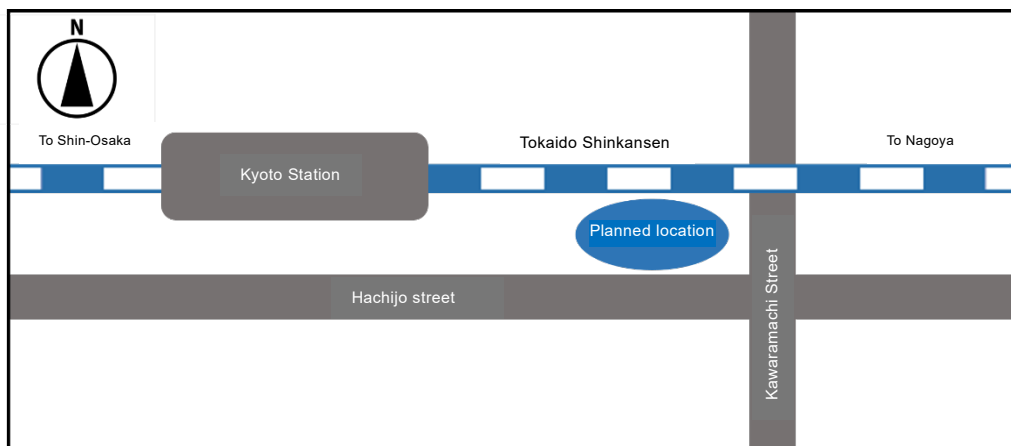 N
To Shin-Osaka
Tokaido Shinkansen
To Nagoya
Kyoto Station
Planned location
Hachijo street
Kawaramachi Street